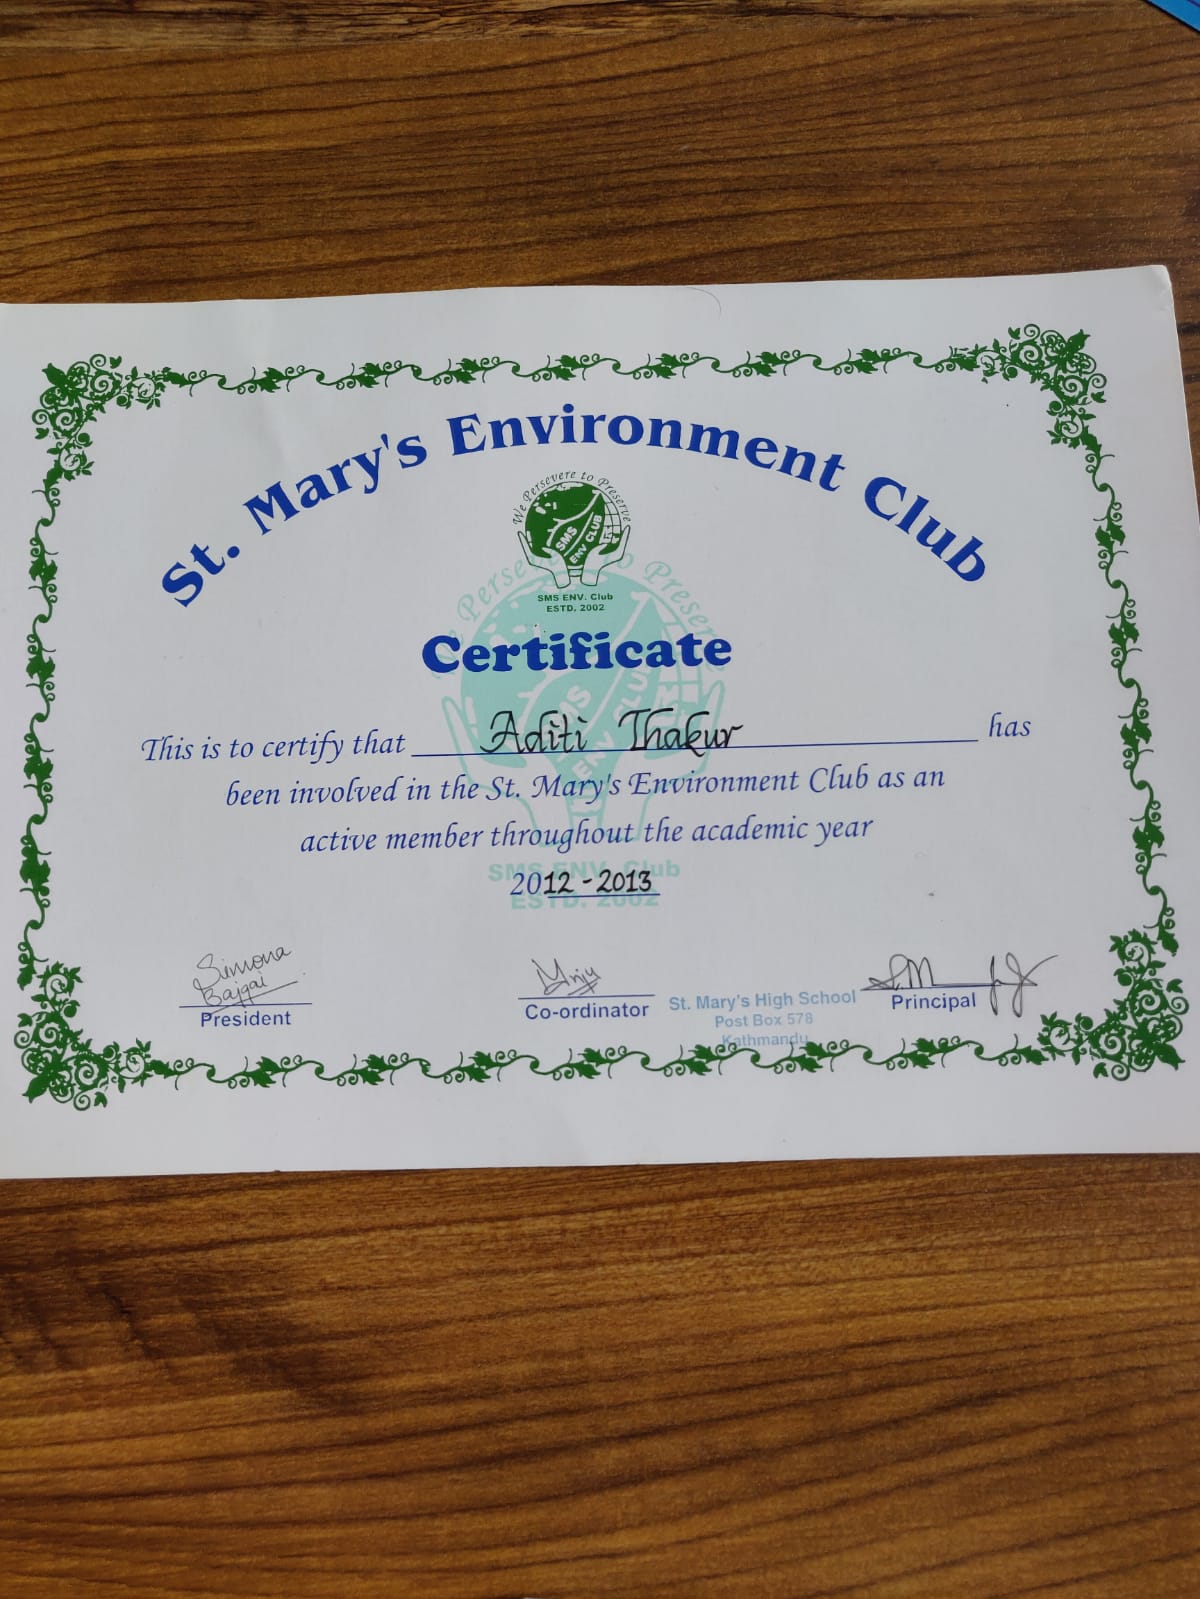 St. Mary's Environment Club
We Persevere to Preserve
SMS
ENV CLUB
SMS ENV. Club
ESTD. 2002
Certificate
This is to certify that Aditi Thakur has
been involved in the St. Mary's Environment Club as an
active member throughout the academic year
2012-2013
SMS ENV. Club
ESTD. 2002
Simona
Bajgai
President
Co-ordinator
St. Mary's High School
Post Box 578
Kathmandu
Principal